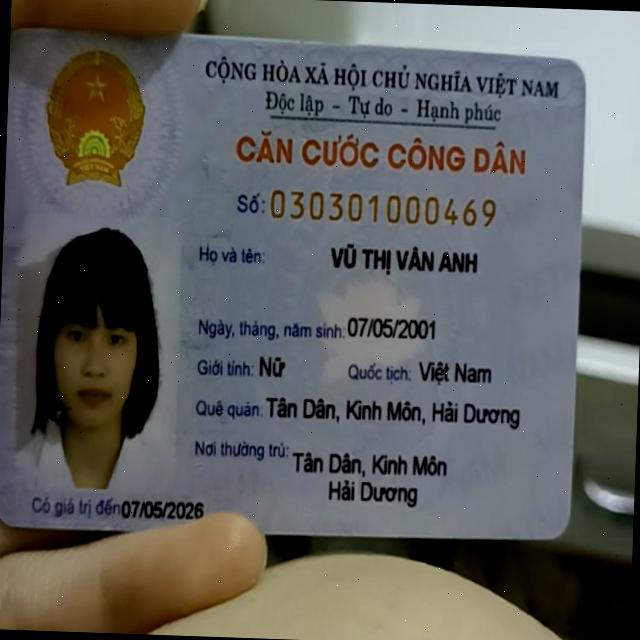 CỘNG HÒA XÃ HỘI CHỦ NGHĨA VIỆT NAM
Độc lập - Tự do - Hạnh phúc
CĂN CƯỚC CÔNG DÂN
Số: 030301000469
Họ và tên: VŨ THỊ VÂN ANH
Ngày, tháng, năm sinh: 07/05/2001
Giới tính: Nữ Quốc tịch: Việt Nam
Quê quán: Tân Dân, Kinh Môn, Hải Dương
Nơi thường trú: Tân Dân, Kinh Môn
Hải Dương
Có giá trị đến 07/05/2026